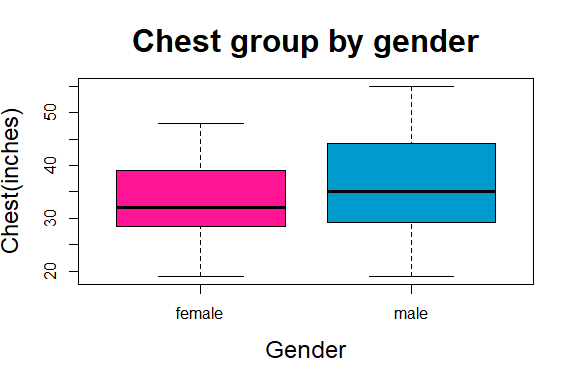 Chest group by gender
Chest(inches)
50
40
30
20
female male
Gender